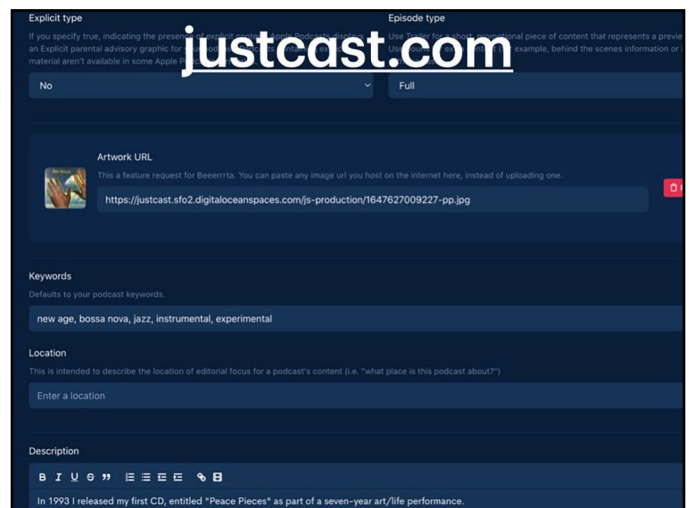 Explicit type
Episode type
If you specify true, indicating the presence of explicit content, Apple Podcasts displays
an Explicit parental advisory graphic for your podcast.
material aren't available in some Apple
Use Trailer for a short, promotional piece of content that represents a preview
example, behind the scenes information or
justcast.com
No
Full
Artwork URL
This a feature request for Beeerrrta. You can paste any image url you host on the internet here, instead of uploading one.
https://justcast.sfo2.digitaloceanspaces.com/js-production/1647627009227-pp.jpg
Keywords
Defaults to your podcast keywords.
new age, bossa nova, jazz, instrumental, experimental
Location
This is intended to describe the location of editorial focus for a podcast's content (i.e. "what place is this podcast about?")
Enter a location
Description
B I U S "
In 1993 I released my first CD, entitled "Peace Pieces" as part of a seven-year art/life performance.